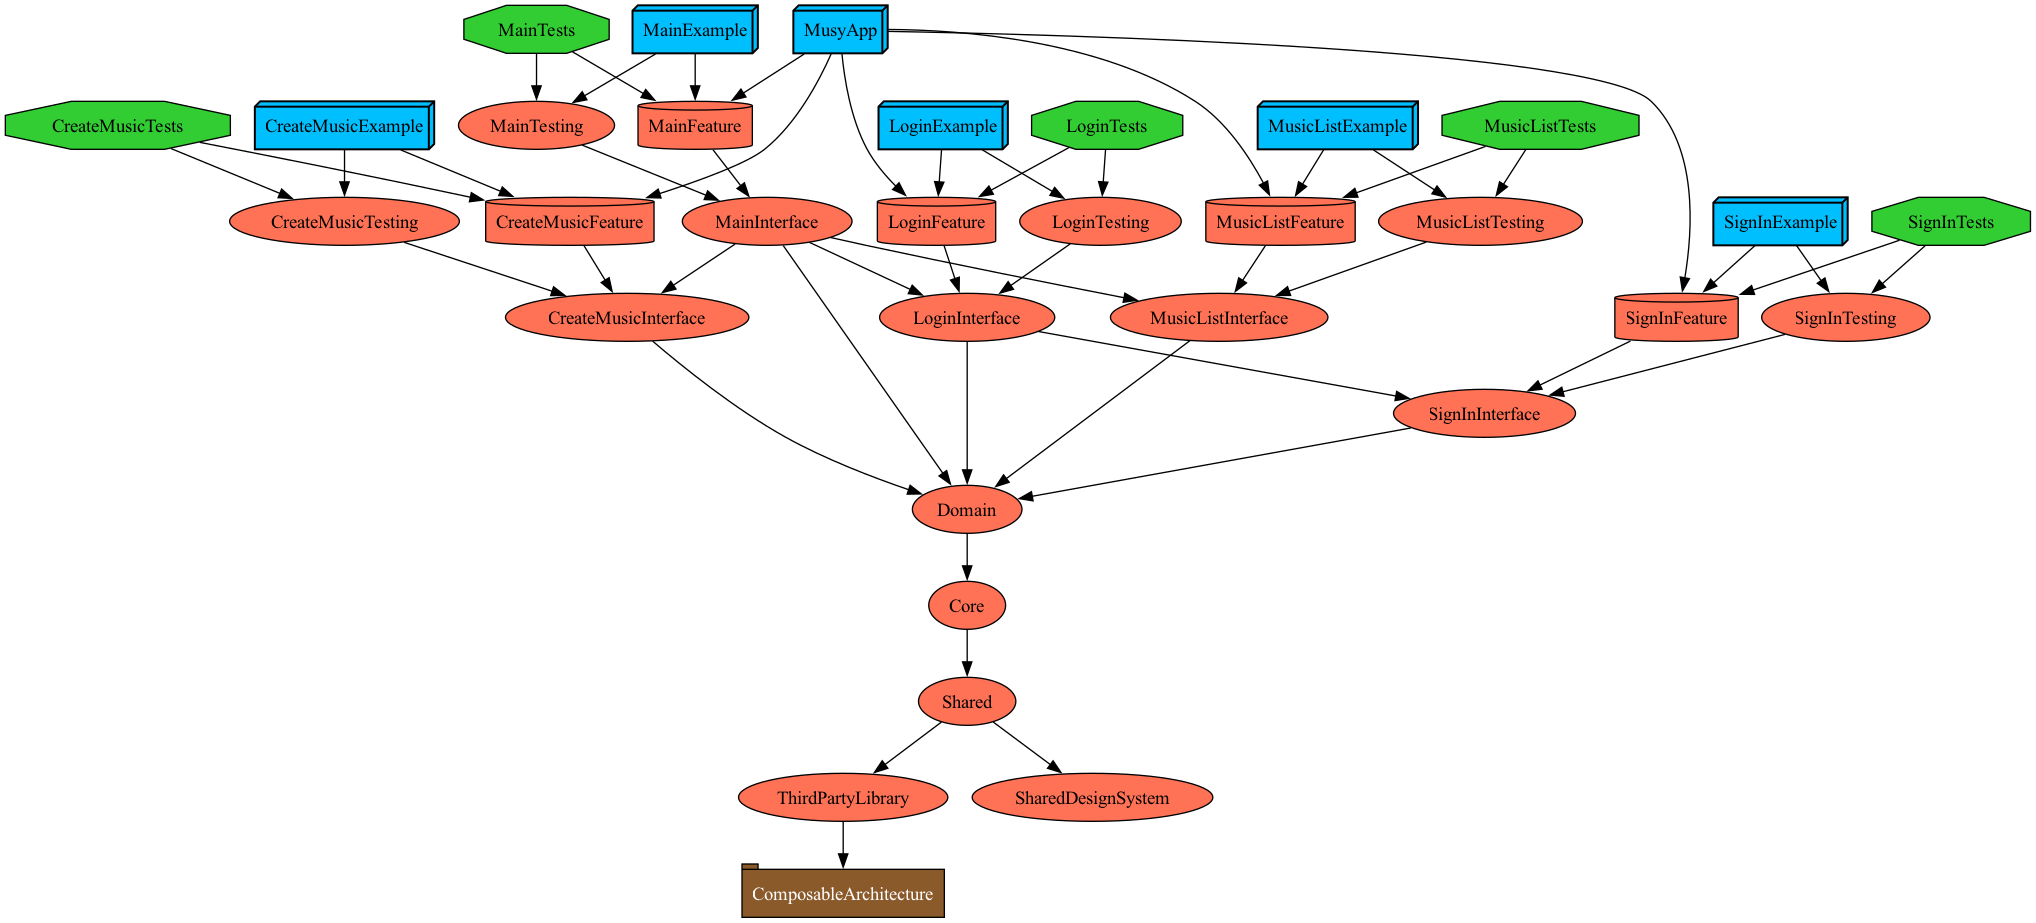 MainTests
MainExample
MusyApp
CreateMusicTests
CreateMusicExample
MainTesting
MainFeature
LoginExample
LoginTests
MusicListExample
MusicListTests
CreateMusicTesting
CreateMusicFeature
MainInterface
LoginFeature
LoginTesting
MusicListFeature
MusicListTesting
SignInExample
SignInTests
CreateMusicInterface
LoginInterface
MusicListInterface
SignInFeature
SignInTesting
SignInInterface
Domain
Core
Shared
ThirdPartyLibrary
SharedDesignSystem
ComposableArchitecture